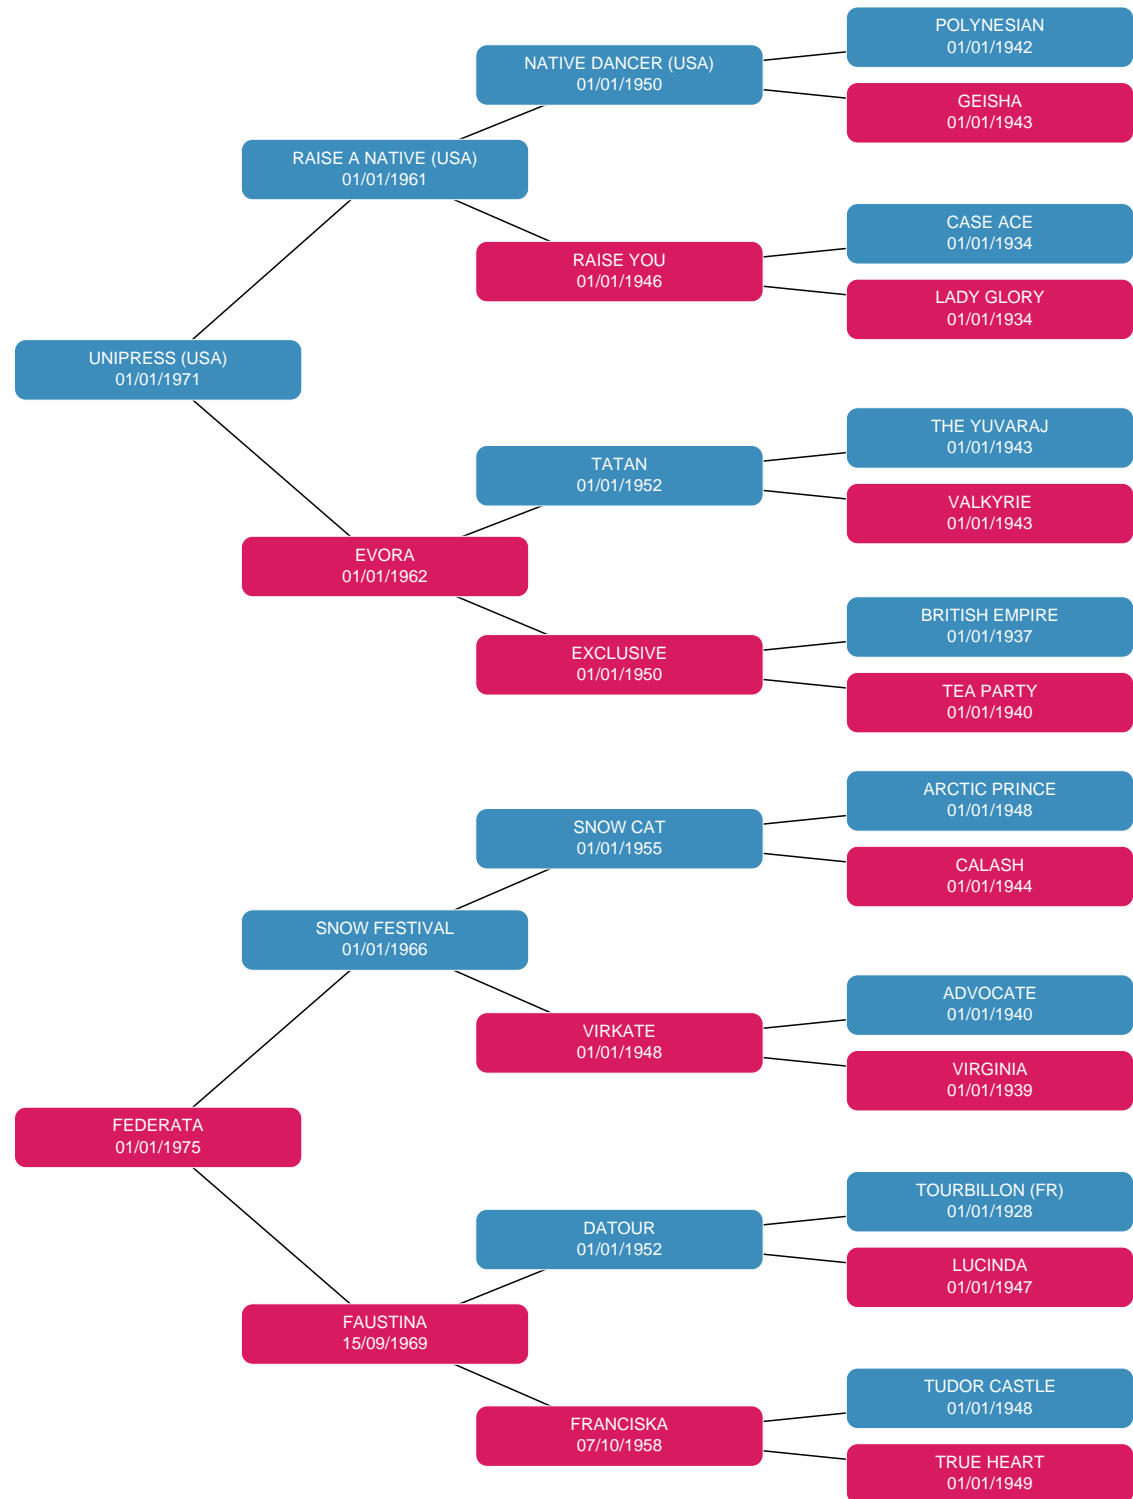 POLYNESIAN
01/01/1942
NATIVE DANCER (USA)
01/01/1950
GEISHA
01/01/1943
RAISE A NATIVE (USA)
01/01/1961
CASE ACE
01/01/1934
RAISE YOU
01/01/1946
LADY GLORY
01/01/1934
UNIPRESS (USA)
01/01/1971
THE YUVARAJ
01/01/1943
TATAN
01/01/1952
VALKYRIE
01/01/1943
EVORA
01/01/1962
BRITISH EMPIRE
01/01/1937
EXCLUSIVE
01/01/1950
TEA PARTY
01/01/1940
ARCTIC PRINCE
01/01/1948
SNOW CAT
01/01/1955
CALASH
01/01/1944
SNOW FESTIVAL
01/01/1966
ADVOCATE
01/01/1940
VIRKATE
01/01/1948
VIRGINIA
01/01/1939
FEDERATA
01/01/1975
TOURBILLON (FR)
01/01/1928
DATOUR
01/01/1952
LUCINDA
01/01/1947
FAUSTINA
15/09/1969
TUDOR CASTLE
01/01/1948
FRANCISKA
07/10/1958
TRUE HEART
01/01/1949